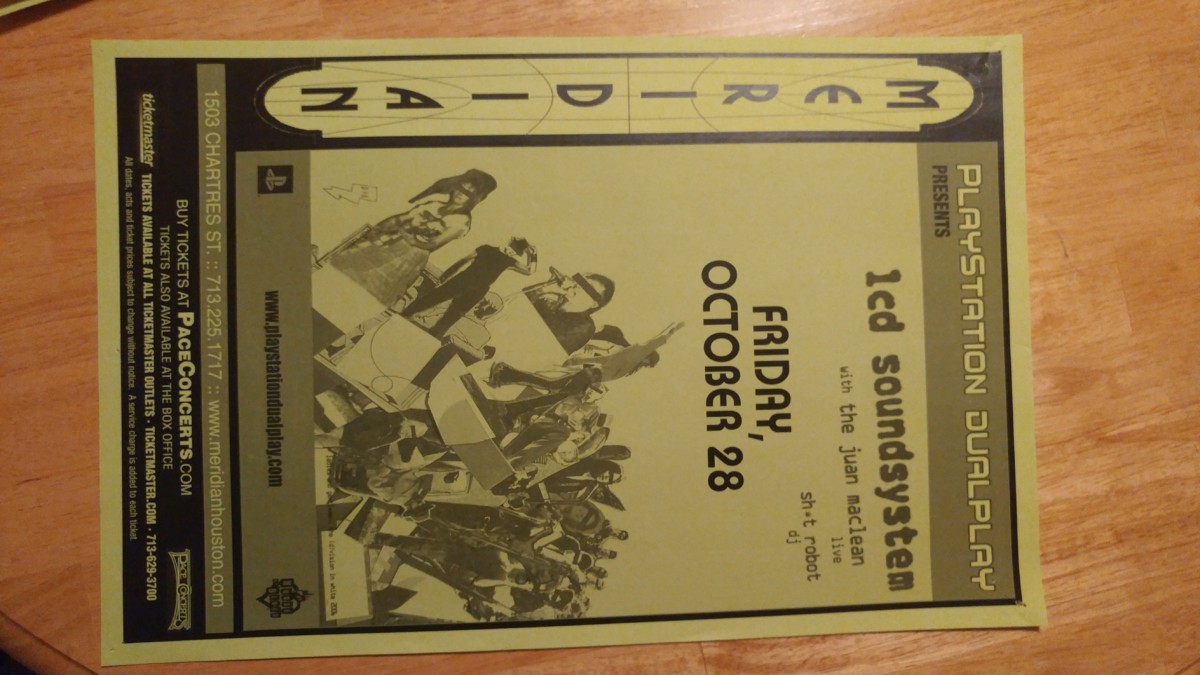 MERIDIAN
PLAYSTATION DUALPLAY
PRESENTS
lcd soundsystem
with the juan maclean
live
sh*t robot
dj
FRIDAY,
OCTOBER 28
www.playstationdualplay.com
1503 CHARTRES ST. :: 713.225.1717 :: www.meridianhouston.com
BUY TICKETS AT PACECONCERTS.COM
TICKETS ALSO AVAILABLE AT THE BOX OFFICE
PACE CONCERTS
ticketmaster TICKETS AVAILABLE AT ALL TICKETMASTER OUTLETS · TICKETMASTER.COM · 713-629-3700
All dates, acts and ticket prices subject to change without notice. A service charge is added to each ticket.